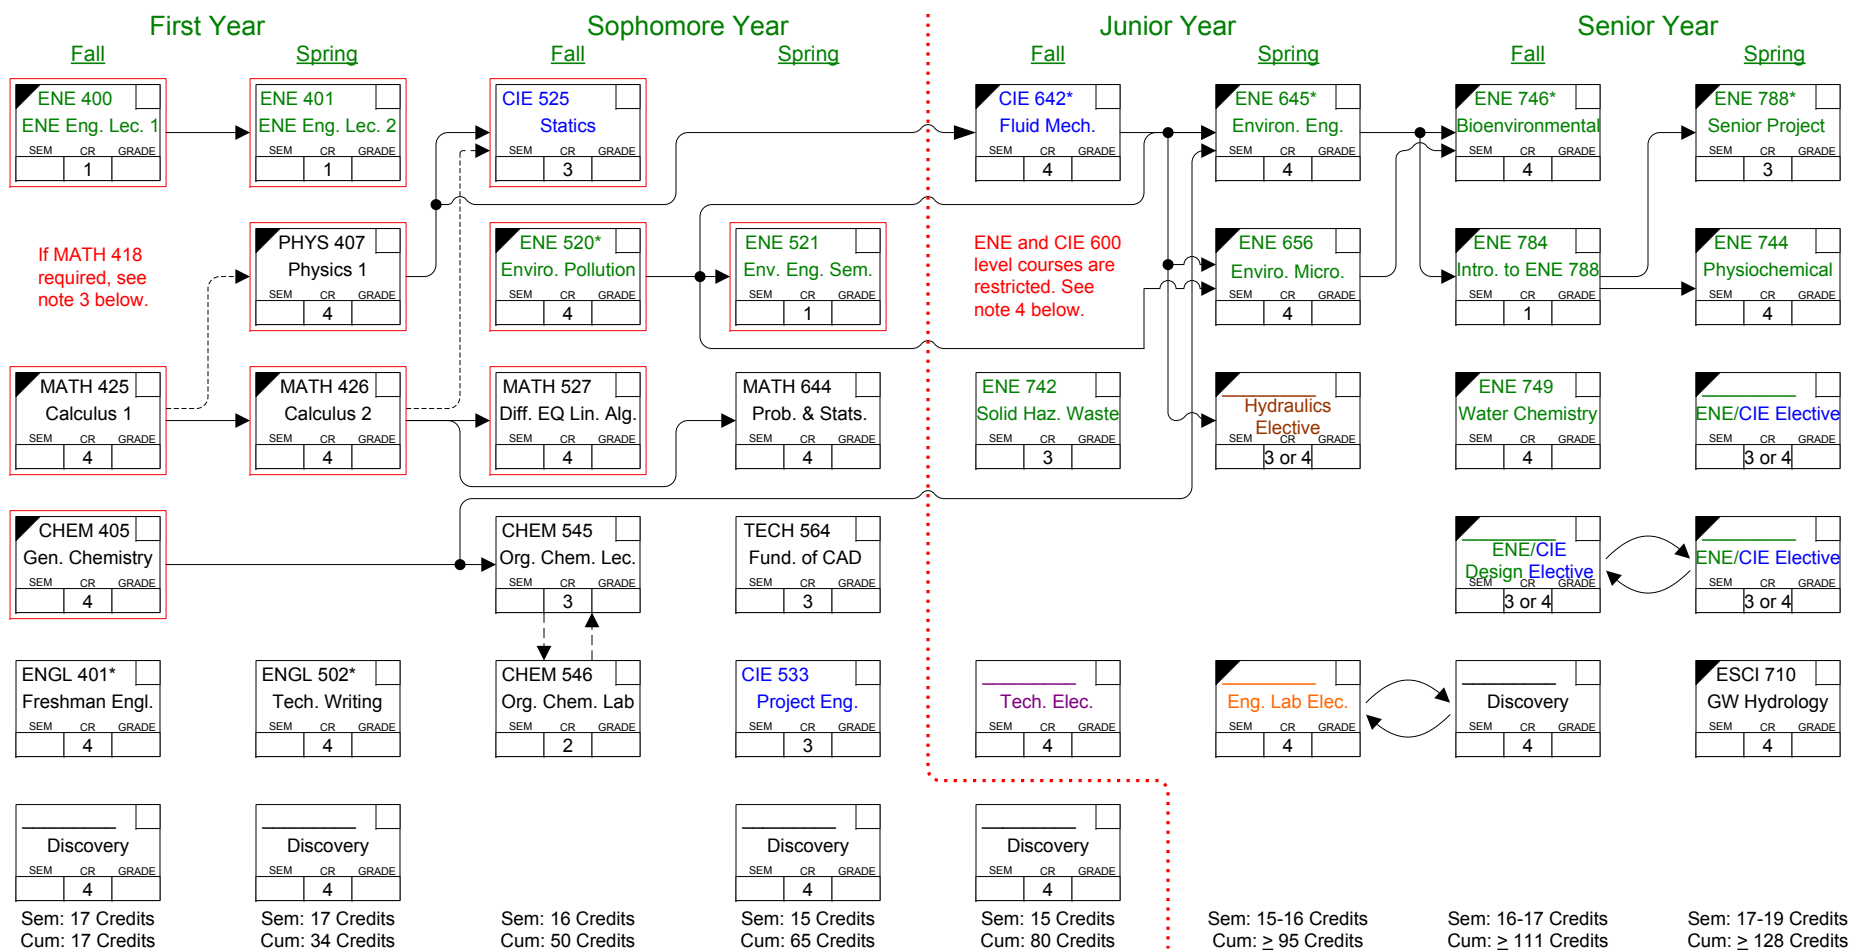 First Year
Sophomore Year
Junior Year
Senior Year
Fall
Spring
Fall
Spring
Fall
Spring
Fall
Spring
ENE 400
ENE Eng. Lec. 1
SEM CR GRADE
1
ENE 401
ENE Eng. Lec. 2
SEM CR GRADE
1
CIE 525
Statics
SEM CR GRADE
3
CIE 642*
Fluid Mech.
SEM CR GRADE
4
ENE 645*
Environ. Eng.
SEM CR GRADE
4
ENE 746*
Bioenvironmental
SEM CR GRADE
4
ENE 788*
Senior Project
SEM CR GRADE
3
If MATH 418
required, see
note 3 below.
PHYS 407
Physics 1
SEM CR GRADE
4
ENE 520*
Enviro. Pollution
SEM CR GRADE
4
ENE 521
Env. Eng. Sem.
SEM CR GRADE
1
ENE and CIE 600
level courses are
restricted. See
note 4 below.
ENE 656
Enviro. Micro.
SEM CR GRADE
4
ENE 784
Intro. to ENE 788
SEM CR GRADE
1
ENE 744
Physiochemical
SEM CR GRADE
4
MATH 425
Calculus 1
SEM CR GRADE
4
MATH 426
Calculus 2
SEM CR GRADE
4
MATH 527
Diff. EQ Lin. Alg.
SEM CR GRADE
4
MATH 644
Prob. & Stats.
SEM CR GRADE
4
ENE 742
Solid Haz. Waste
SEM CR GRADE
3
Hydraulics
Elective
SEM CR GRADE
3 or 4
ENE 749
Water Chemistry
SEM CR GRADE
4
ENE/CIE Elective
SEM CR GRADE
3 or 4
CHEM 405
Gen. Chemistry
SEM CR GRADE
4
CHEM 545
Org. Chem. Lec.
SEM CR GRADE
3
TECH 564
Fund. of CAD
SEM CR GRADE
3
ENE/CIE
Design Elective
SEM CR GRADE
3 or 4
ENE/CIE Elective
SEM CR GRADE
3 or 4
ENGL 401*
Freshman Engl.
SEM CR GRADE
4
ENGL 502*
Tech. Writing
SEM CR GRADE
4
CHEM 546
Org. Chem. Lab
SEM CR GRADE
2
CIE 533
Project Eng.
SEM CR GRADE
3
Tech. Elec.
SEM CR GRADE
4
Eng. Lab Elec.
SEM CR GRADE
4
Discovery
SEM CR GRADE
4
ESCI 710
GW Hydrology
SEM CR GRADE
4
Discovery
SEM CR GRADE
4
Discovery
SEM CR GRADE
4
Discovery
SEM CR GRADE
4
Discovery
SEM CR GRADE
4
Sem: 17 Credits
Cum: 17 Credits
Sem: 17 Credits
Cum: 34 Credits
Sem: 16 Credits
Cum: 50 Credits
Sem: 15 Credits
Cum: 65 Credits
Sem: 15 Credits
Cum: 80 Credits
Sem: 15-16 Credits
Cum: ≥ 95 Credits
Sem: 16-17 Credits
Cum: ≥ 111 Credits
Sem: 17-19 Credits
Cum: ≥ 128 Credits